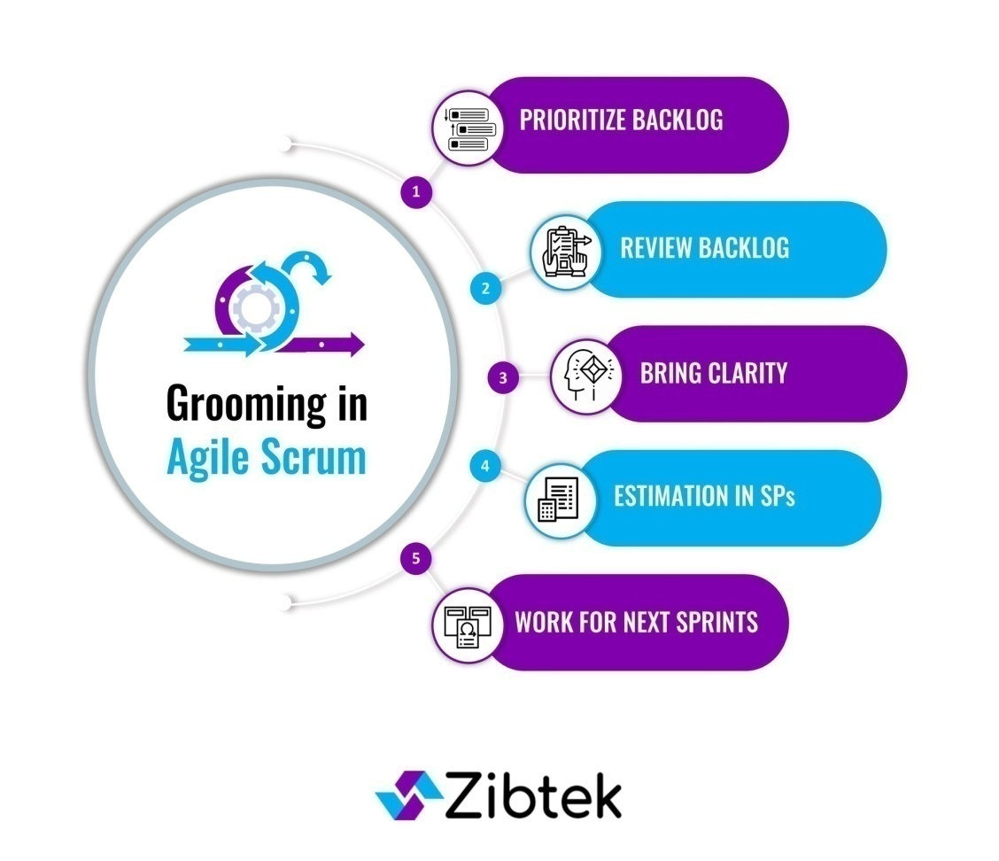 Grooming in
Agile Scrum
1
PRIORITIZE BACKLOG
2
REVIEW BACKLOG
3
BRING CLARITY
4
ESTIMATION IN SPs
5
WORK FOR NEXT SPRINTS
Zibtek